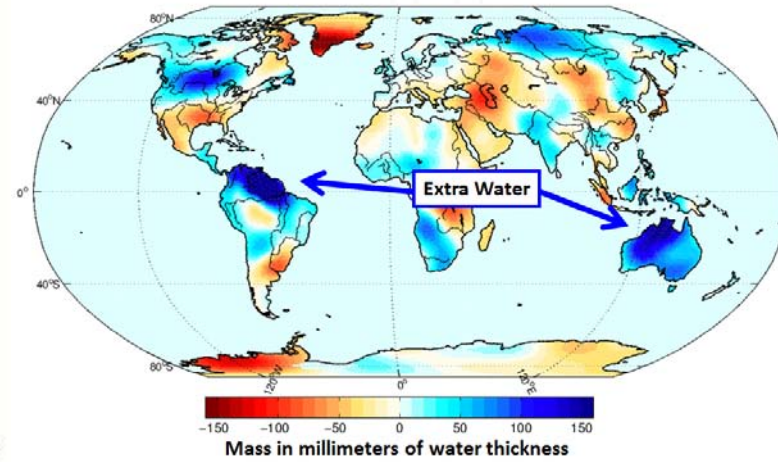 80°N
40°N
0°
40°S
80°S
Extra Water
120°W
0°
120°E
−150 −100 −50 0 50 100 150
Mass in millimeters of water thickness